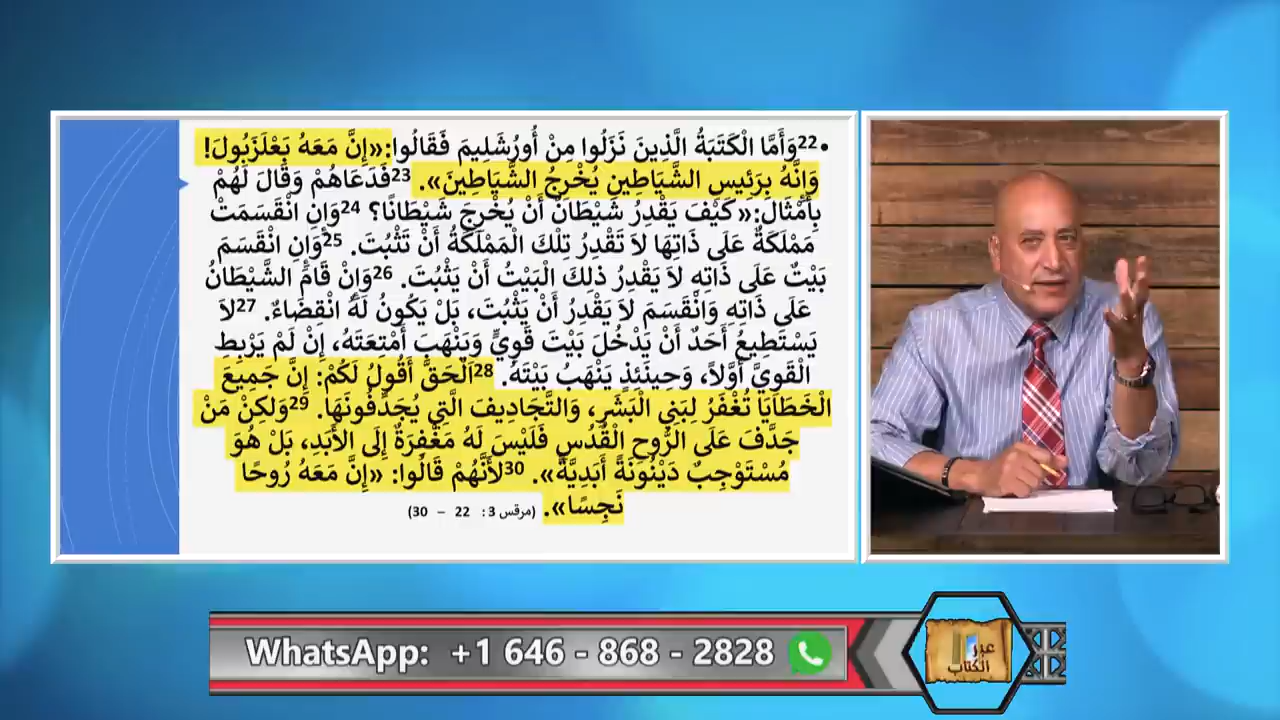 •22وَأَمَّا الْكَتَبَةُ الَّذِينَ نَزَلُوا مِنْ أُورُشَلِيمَ فَقَالُوا:«إِنَّ مَعَهُ بَعْلَزَبُولَ!
وَإِنَّهُ بِرَئِيسِ الشَّيَاطِينِ يُخْرِجُ الشَّيَاطِينَ». 23فَدَعَاهُمْ وَقَالَ لَهُمْ
بِأَمْثَال:«كَيْفَ يَقْدِرُ شَيْطَانٌ أَنْ يُخْرِجَ شَيْطَانًا؟ 24وَإِنِ انْقَسَمَتْ
مَمْلَكَةٌ عَلَى ذَاتِهَا لاَ تَقْدِرُ تِلْكَ الْمَمْلَكَةُ أَنْ تَثْبُتَ. 25وَإِنِ انْقَسَمَ
بَيْتٌ عَلَى ذَاتِهِ لاَ يَقْدِرُ ذلكَ الْبَيْتُ أَنْ يَثْبُتَ. 26وَإِنْ قَامَ الشَّيْطَانُ
عَلَى ذَاتِهِ وَانْقَسَمَ لاَ يَقْدِرُ أَنْ يَثْبُتَ، بَلْ يَكُونُ لَهُ انْقِضَاءٌ. 27لاَ
يَسْتَطِيعُ أَحَدٌ أَنْ يَدْخُلَ بَيْتَ قَوِيٍّ وَيَنْهَبَ أَمْتِعَتَهُ، إِنْ لَمْ يَرْبِطِ
الْقَوِيَّ أَوَّلاً، وَحِينَئِذٍ يَنْهَبُ بَيْتَهُ. 28اَلْحَقَّ أَقُولُ لَكُمْ: إِنَّ جَمِيعَ
الْخَطَايَا تُغْفَرُ لِبَنِي الْبَشَرِ، وَالتَّجَادِيفَ الَّتِي يُجَدِّفُونَهَا. 29وَلكِنْ مَنْ
جَدَّفَ عَلَى الرُّوحِ الْقُدُسِ فَلَيْسَ لَهُ مَغْفِرَةٌ إِلَى الأَبَدِ، بَلْ هُوَ
مُسْتَوْجِبٌ دَيْنُونَةً أَبَدِيَّةً». 30لأَنَّهُمْ قَالُوا: «إِنَّ مَعَهُ رُوحًا
نَجِسًا». (مرقس 3: 22 – 30)
WhatsApp: +1 646 - 868 - 2828
عبر
الكتاب